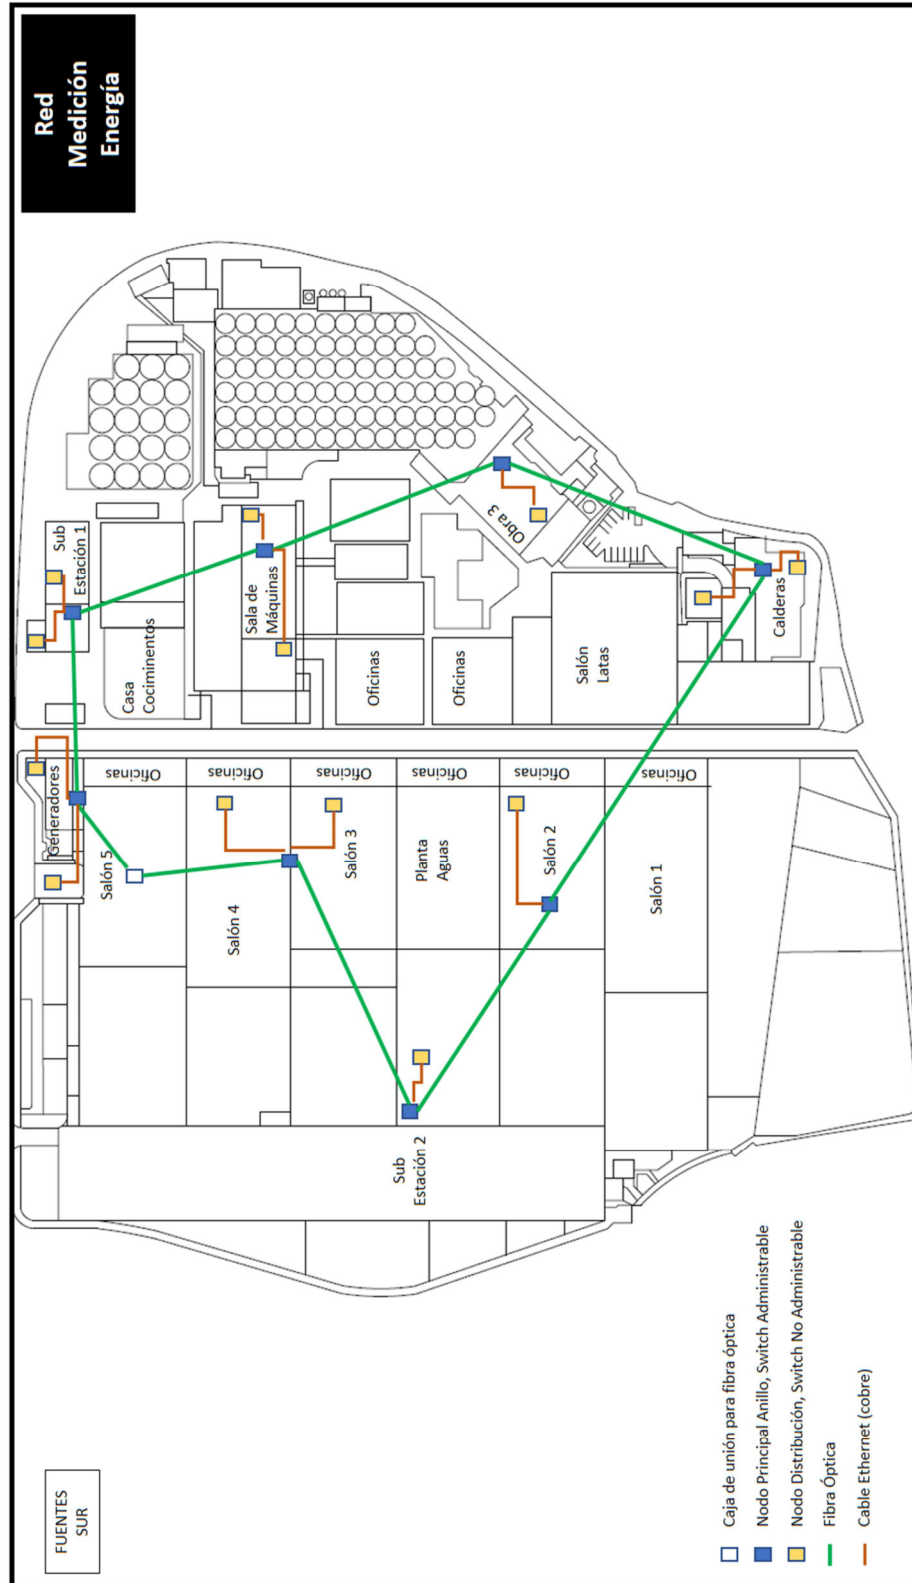 Red
Medición
Energía
Sub
Estación 1
Casa
Cociminentos
Sala de
Máquinas
Oficinas
Oficinas
Obra 3
Salón
Latas
Calderas
Generadores
Oficinas
Oficinas
Oficinas
Oficinas
Oficinas
Oficinas
Salón 5
Salón 4
Salón 3
Planta
Aguas
Salón 2
Salón 1
Sub
Estación 2
FUENTES
SUR
Caja de unión para fibra óptica
Nodo Principal Anillo, Switch Administrable
Nodo Distribución, Switch No Administrable
Fibra Óptica
Cable Ethernet (cobre)